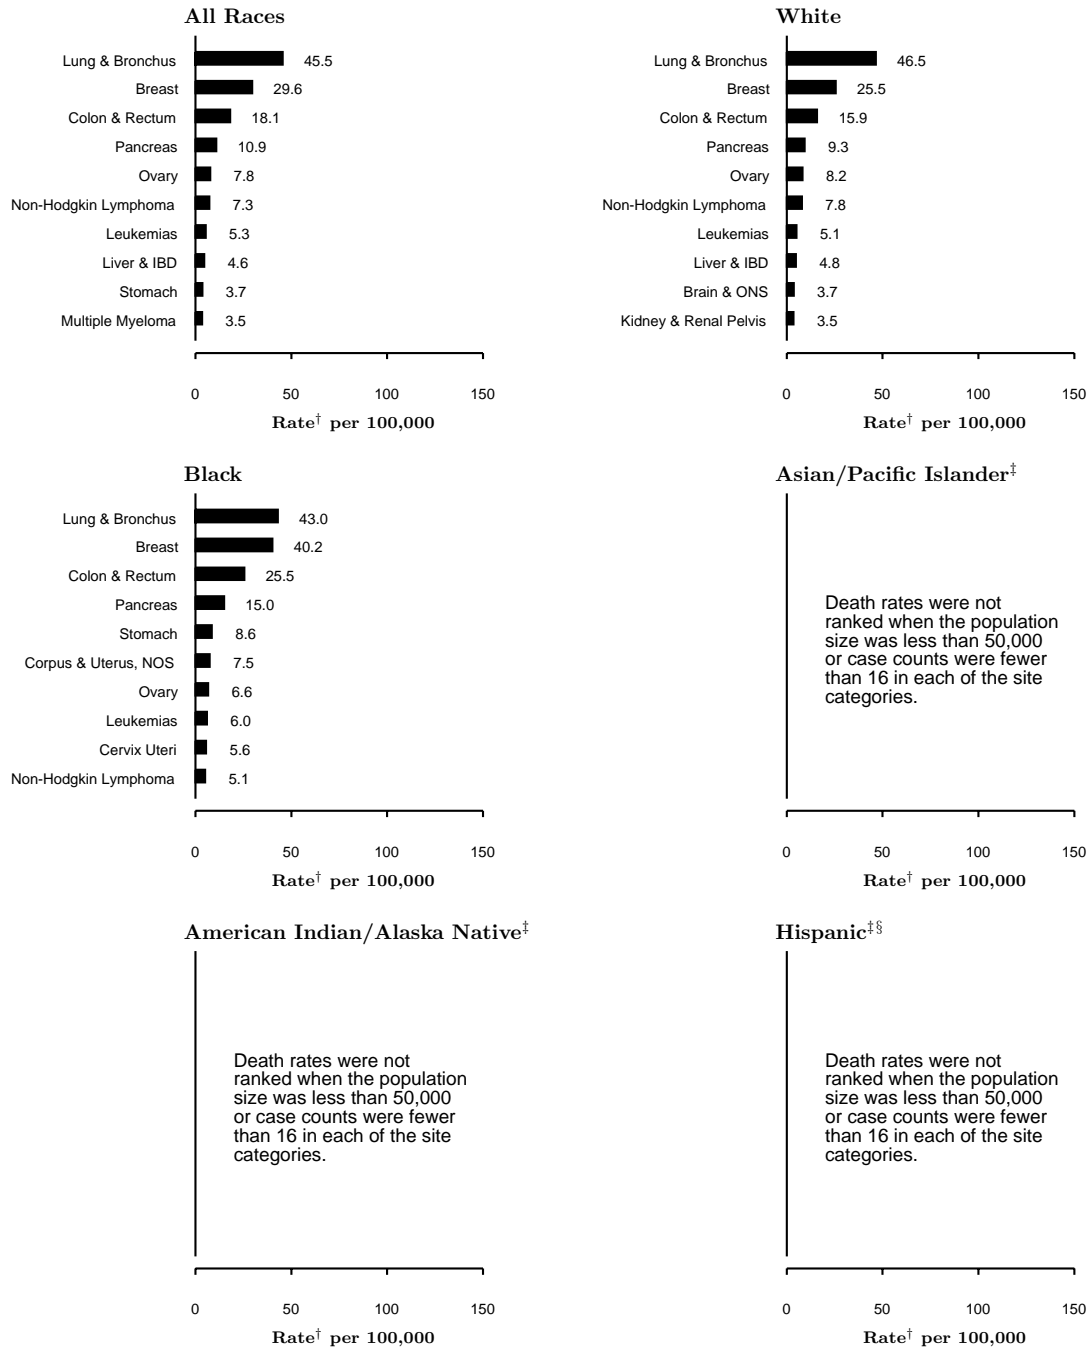 All Races
Lung & Bronchus 45.5
Breast 29.6
Colon & Rectum 18.1
Pancreas 10.9
Ovary 7.8
Non-Hodgkin Lymphoma 7.3
Leukemias 5.3
Liver & IBD 4.6
Stomach 3.7
Multiple Myeloma 3.5
0 50 100 150
Rate† per 100,000
White
Lung & Bronchus 46.5
Breast 25.5
Colon & Rectum 15.9
Pancreas 9.3
Ovary 8.2
Non-Hodgkin Lymphoma 7.8
Leukemias 5.1
Liver & IBD 4.8
Brain & ONS 3.7
Kidney & Renal Pelvis 3.5
0 50 100 150
Rate† per 100,000
Black
Lung & Bronchus 43.0
Breast 40.2
Colon & Rectum 25.5
Pancreas 15.0
Stomach 8.6
Corpus & Uterus, NOS 7.5
Ovary 6.6
Leukemias 6.0
Cervix Uteri 5.6
Non-Hodgkin Lymphoma 5.1
0 50 100 150
Rate† per 100,000
Asian/Pacific Islander‡
Death rates were not
ranked when the population
size was less than 50,000
or case counts were fewer
than 16 in each of the site
categories.
0 50 100 150
Rate† per 100,000
American Indian/Alaska Native‡
Death rates were not
ranked when the population
size was less than 50,000
or case counts were fewer
than 16 in each of the site
categories.
0 50 100 150
Rate† per 100,000
Hispanic‡§
Death rates were not
ranked when the population
size was less than 50,000
or case counts were fewer
than 16 in each of the site
categories.
0 50 100 150
Rate† per 100,000